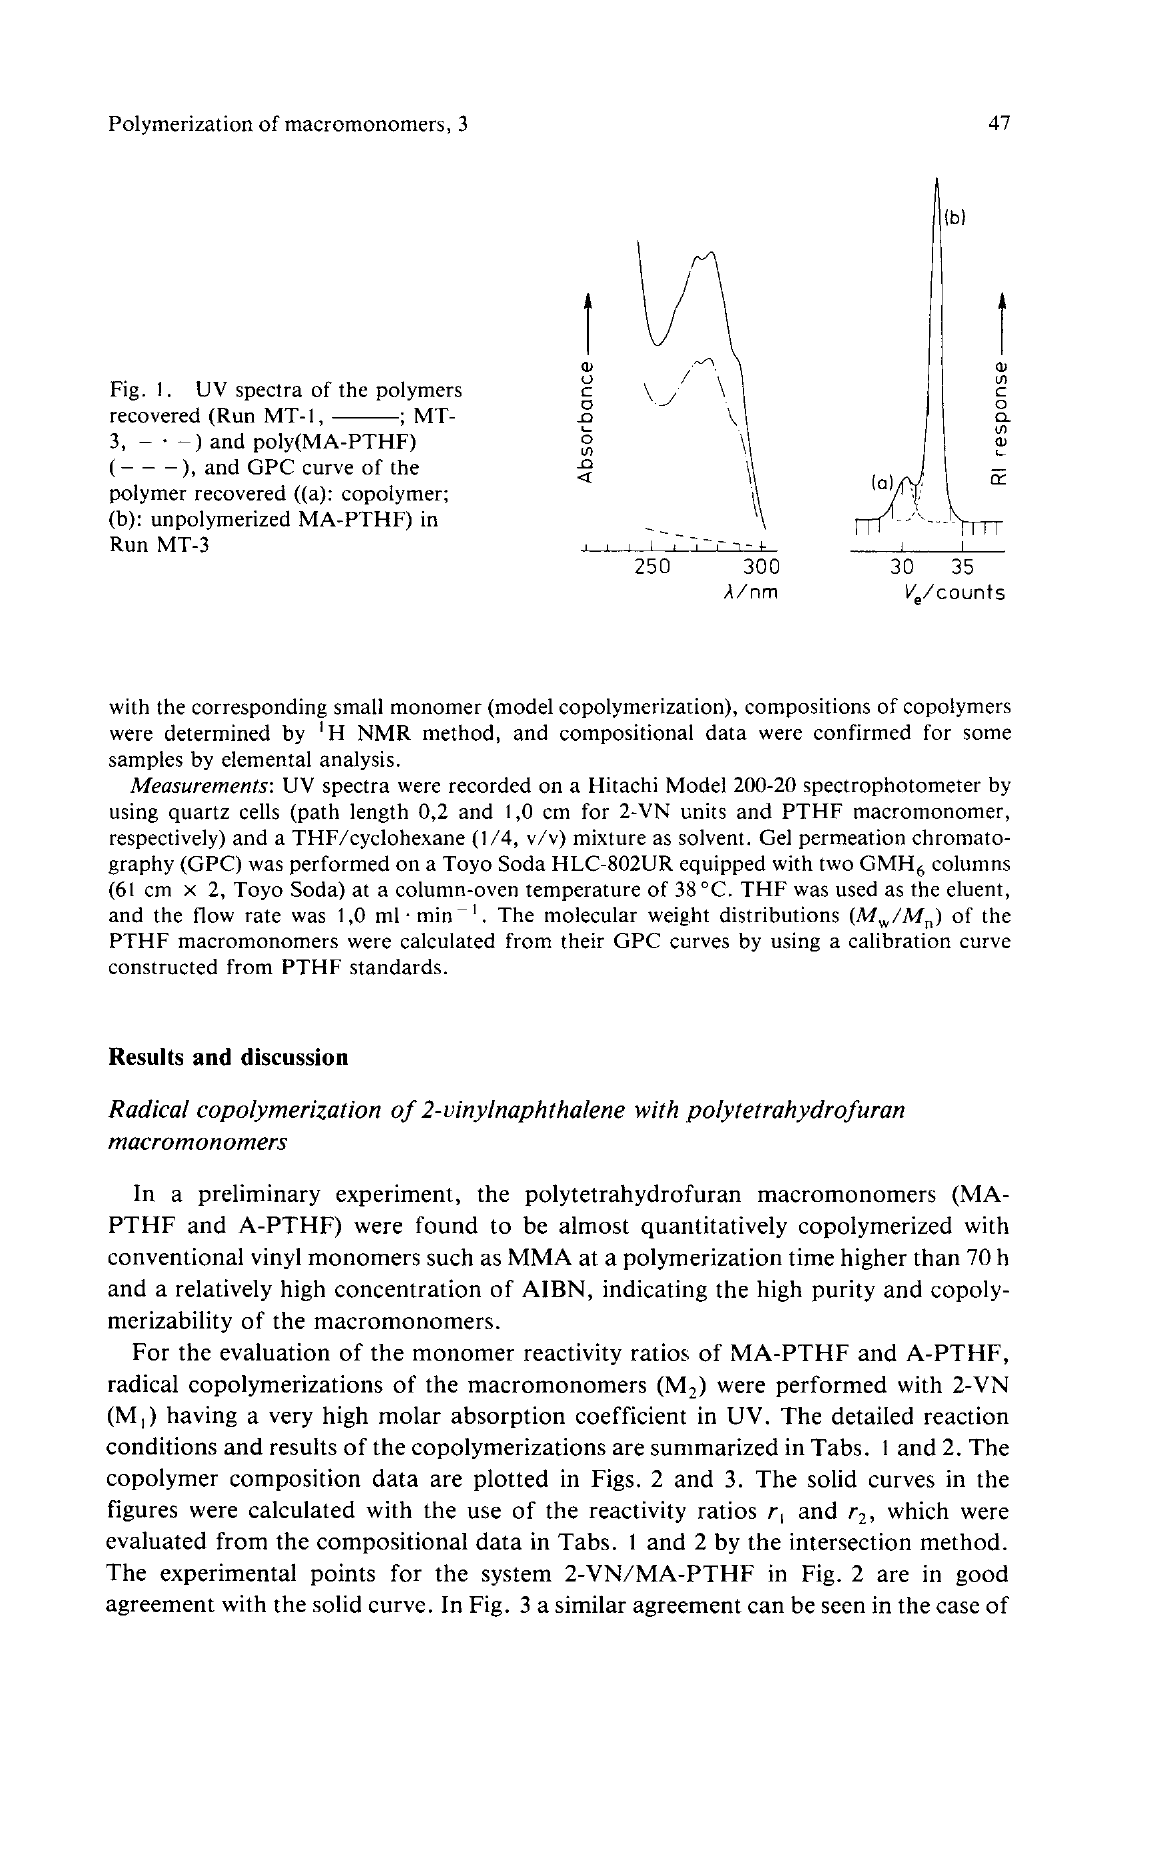 Polymerization of macromonomers, 3 47
(b)
(a)
Absorbance
RI response
250 300
λ/nm
30 35
Ve/counts
Fig. 1. UV spectra of the polymers
recovered (Run MT-1, ———; MT-
3, – · –) and poly(MA-PTHF)
(– – –), and GPC curve of the
polymer recovered ((a): copolymer;
(b): unpolymerized MA-PTHF) in
Run MT-3
with the corresponding small monomer (model copolymerization), compositions of copolymers
were determined by ¹H NMR method, and compositional data were confirmed for some
samples by elemental analysis.
Measurements: UV spectra were recorded on a Hitachi Model 200-20 spectrophotometer by
using quartz cells (path length 0,2 and 1,0 cm for 2-VN units and PTHF macromonomer,
respectively) and a THF/cyclohexane (1/4, v/v) mixture as solvent. Gel permeation chromato-
graphy (GPC) was performed on a Toyo Soda HLC-802UR equipped with two GMH₆ columns
(61 cm × 2, Toyo Soda) at a column-oven temperature of 38 °C. THF was used as the eluent,
and the flow rate was 1,0 ml · min⁻¹. The molecular weight distributions (Mw/Mn) of the
PTHF macromonomers were calculated from their GPC curves by using a calibration curve
constructed from PTHF standards.
Results and discussion
Radical copolymerization of 2-vinylnaphthalene with polytetrahydrofuran
macromonomers
In a preliminary experiment, the polytetrahydrofuran macromonomers (MA-
PTHF and A-PTHF) were found to be almost quantitatively copolymerized with
conventional vinyl monomers such as MMA at a polymerization time higher than 70 h
and a relatively high concentration of AIBN, indicating the high purity and copoly-
merizability of the macromonomers.
For the evaluation of the monomer reactivity ratios of MA-PTHF and A-PTHF,
radical copolymerizations of the macromonomers (M₂) were performed with 2-VN
(M₁) having a very high molar absorption coefficient in UV. The detailed reaction
conditions and results of the copolymerizations are summarized in Tabs. 1 and 2. The
copolymer composition data are plotted in Figs. 2 and 3. The solid curves in the
figures were calculated with the use of the reactivity ratios r₁ and r₂, which were
evaluated from the compositional data in Tabs. 1 and 2 by the intersection method.
The experimental points for the system 2-VN/MA-PTHF in Fig. 2 are in good
agreement with the solid curve. In Fig. 3 a similar agreement can be seen in the case of